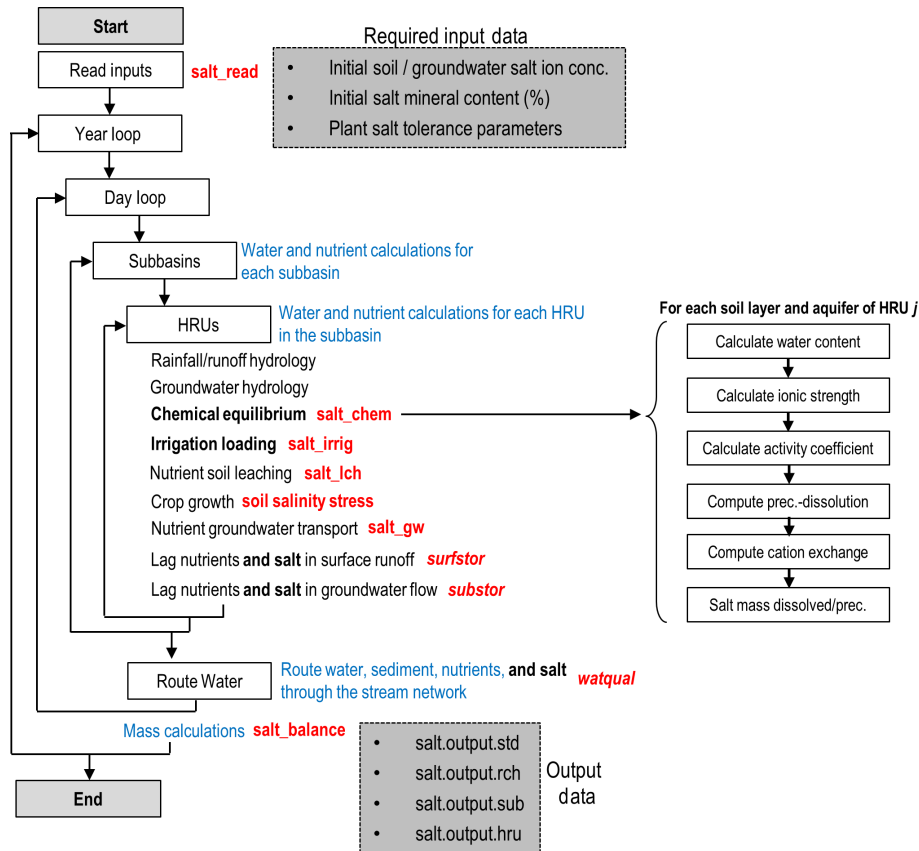 Start
Required input data
Read inputs
salt_read
• Initial soil / groundwater salt ion conc.
• Initial salt mineral content (%)
• Plant salt tolerance parameters
Year loop
Day loop
Subbasins
Water and nutrient calculations for
each subbasin
HRUs
Water and nutrient calculations for each HRU
in the subbasin
Rainfall/runoff hydrology
Groundwater hydrology
Chemical equilibrium salt_chem
Irrigation loading salt_irrig
Nutrient soil leaching salt_lch
Crop growth soil salinity stress
Nutrient groundwater transport salt_gw
Lag nutrients and salt in surface runoff surfstor
Lag nutrients and salt in groundwater flow substor
For each soil layer and aquifer of HRU j
Calculate water content
Calculate ionic strength
Calculate activity coefficient
Compute prec.-dissolution
Compute cation exchange
Salt mass dissolved/prec.
Route Water
Route water, sediment, nutrients, and salt
through the stream network
watqual
Mass calculations salt_balance
End
• salt.output.std
• salt.output.rch
• salt.output.sub
• salt.output.hru
Output
data